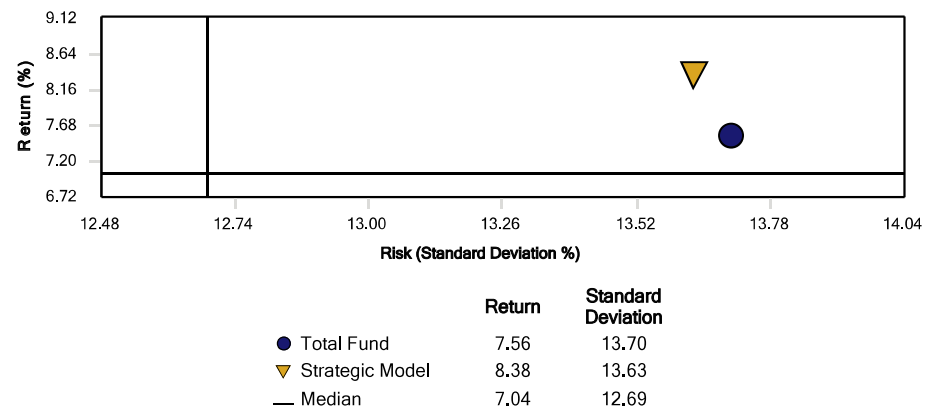 9.12
8.64
8.16
7.68
7.20
6.72
Return (%)
12.48 12.74 13.00 13.26 13.52 13.78 14.04
Risk (Standard Deviation %)
Return Standard Deviation
Total Fund 7.56 13.70
Strategic Model 8.38 13.63
Median 7.04 12.69